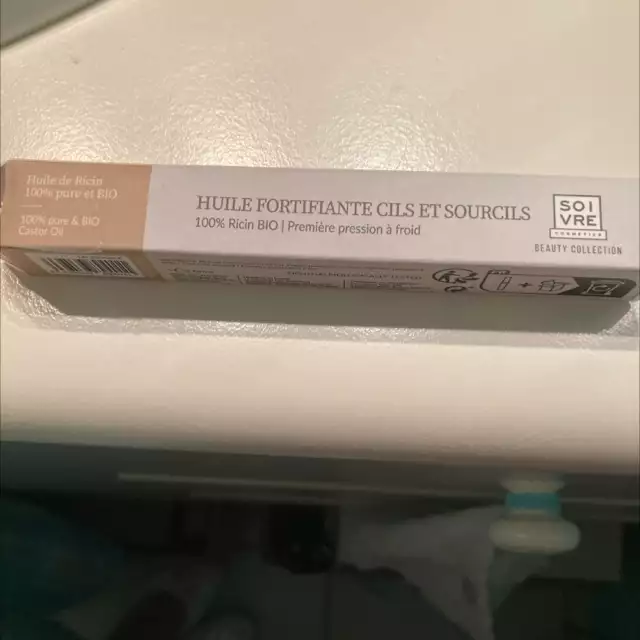 Huile de Ricin
100% pure et BIO
100% pure & BIO
Castor Oil
HUILE FORTIFIANTE CILS ET SOURCILS
100% Ricin BIO | Première pression à froid
SOI
VRE
COSMETICS
BEAUTY COLLECTION